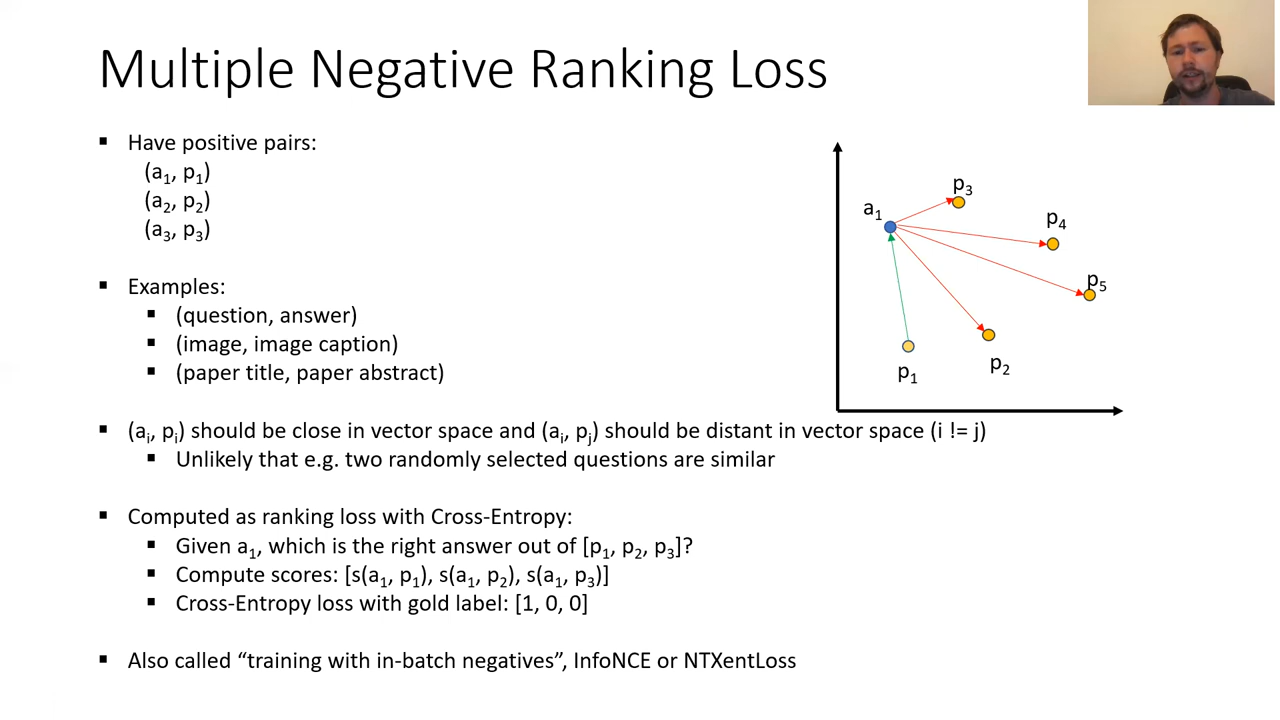 Multiple Negative Ranking Loss
▪ Have positive pairs:
(a₁, p₁)
(a₂, p₂)
(a₃, p₃)
▪ Examples:
▪ (question, answer)
▪ (image, image caption)
▪ (paper title, paper abstract)
▪ (aᵢ, pᵢ) should be close in vector space and (aᵢ, pⱼ) should be distant in vector space (i != j)
▪ Unlikely that e.g. two randomly selected questions are similar
▪ Computed as ranking loss with Cross-Entropy:
▪ Given a₁, which is the right answer out of [p₁, p₂, p₃]?
▪ Compute scores: [s(a₁, p₁), s(a₁, p₂), s(a₁, p₃)]
▪ Cross-Entropy loss with gold label: [1, 0, 0]
▪ Also called “training with in-batch negatives”, InfoNCE or NTXentLoss
p₃
a₁
p₄
p₅
p₂
p₁